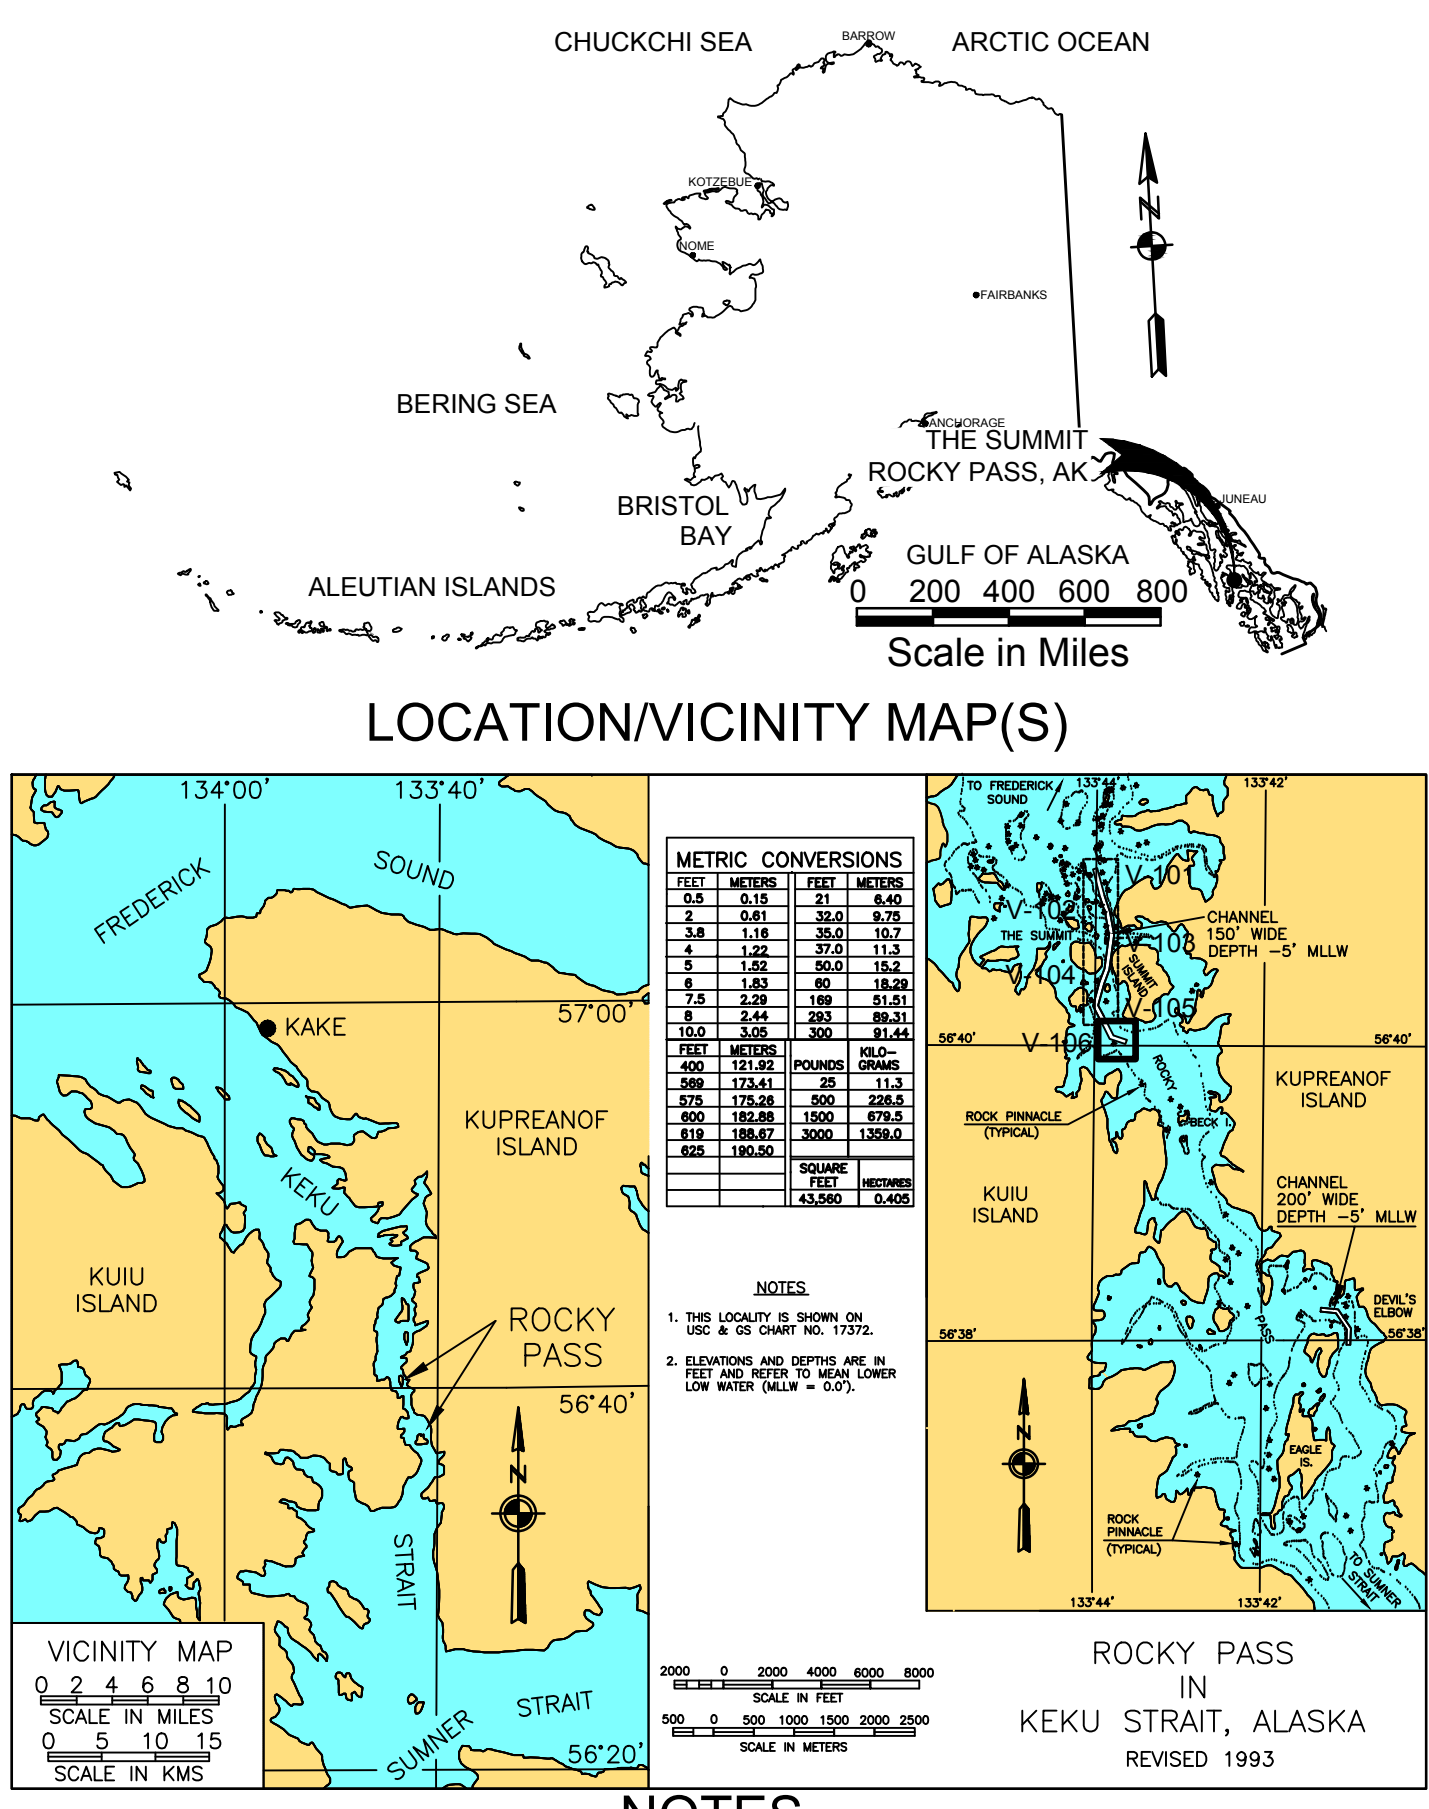 CHUCKCHI SEA
BARROW
ARCTIC OCEAN
KOTZEBUE
N
NOME
FAIRBANKS
BERING SEA
ANCHORAGE
THE SUMMIT
ROCKY PASS, AK
JUNEAU
BRISTOL
BAY
GULF OF ALASKA
ALEUTIAN ISLANDS
0 200 400 600 800
Scale in Miles
LOCATION/VICINITY MAP(S)
134°00' 133°40'
FREDERICK SOUND
57°00'
KAKE
KUPREANOF
ISLAND
KEKU
KUIU
ISLAND
ROCKY
PASS
56°40'
N
STRAIT
SUMNER STRAIT
56°20'
VICINITY MAP
0 2 4 6 8 10
SCALE IN MILES
0 5 10 15
SCALE IN KMS
METRIC CONVERSIONS
FEET METERS FEET METERS
0.5 0.15 21 6.40
2 0.61 32.0 9.75
3.8 1.16 35.0 10.7
4 1.22 37.0 11.3
5 1.52 50.0 15.2
6 1.83 60 18.29
7.5 2.29 169 51.51
8 2.44 293 89.31
10.0 3.05 300 91.44
FEET METERS POUNDS KILO-
GRAMS
400 121.92
569 173.41 25 11.3
575 175.26 500 226.5
600 182.88 1500 679.5
619 188.67 3000 1359.0
625 190.50
SQUARE
FEET HECTARES
43,560 0.405
NOTES
1. THIS LOCALITY IS SHOWN ON
USC & GS CHART NO. 17372.
2. ELEVATIONS AND DEPTHS ARE IN
FEET AND REFER TO MEAN LOWER
LOW WATER (MLLW = 0.0').
2000 0 2000 4000 6000 8000
SCALE IN FEET
500 0 500 1000 1500 2000 2500
SCALE IN METERS
133°44' 133°42'
TO FREDERICK
SOUND
V-101
V-102
CHANNEL
150' WIDE
DEPTH -5' MLLW
THE SUMMIT
V-103
SUMMIT
ISLAND
V-104
V-105
56°40' V-106 56°40'
ROCKY
KUPREANOF
ISLAND
ROCK PINNACLE
(TYPICAL)
BECK I.
KUIU
ISLAND
CHANNEL
200' WIDE
DEPTH -5' MLLW
DEVIL'S
ELBOW
PASS
56°38' 56°38'
N
EAGLE
IS.
ROCK
PINNACLE
(TYPICAL)
TO SUMNER
STRAIT
133°44' 133°42'
ROCKY PASS
IN
KEKU STRAIT, ALASKA
REVISED 1993
NOTES